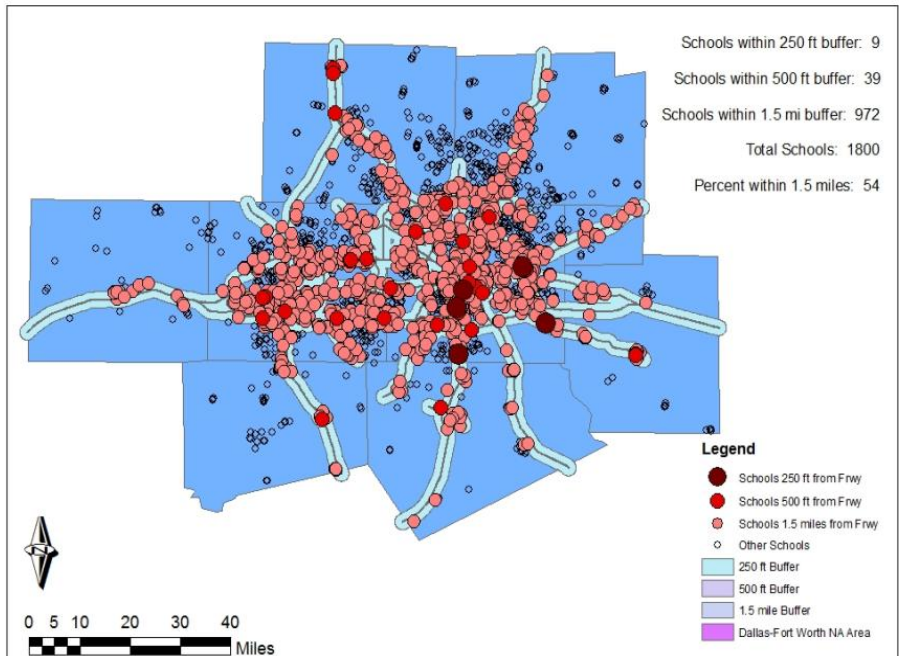 Schools within 250 ft buffer: 9
Schools within 500 ft buffer: 39
Schools within 1.5 mi buffer: 972
Total Schools: 1800
Percent within 1.5 miles: 54
Legend
Schools 250 ft from Frwy
Schools 500 ft from Frwy
Schools 1.5 miles from Frwy
Other Schools
250 ft Buffer
500 ft Buffer
1.5 mile Buffer
Dallas-Fort Worth NA Area
N
0 5 10 20 30 40
Miles